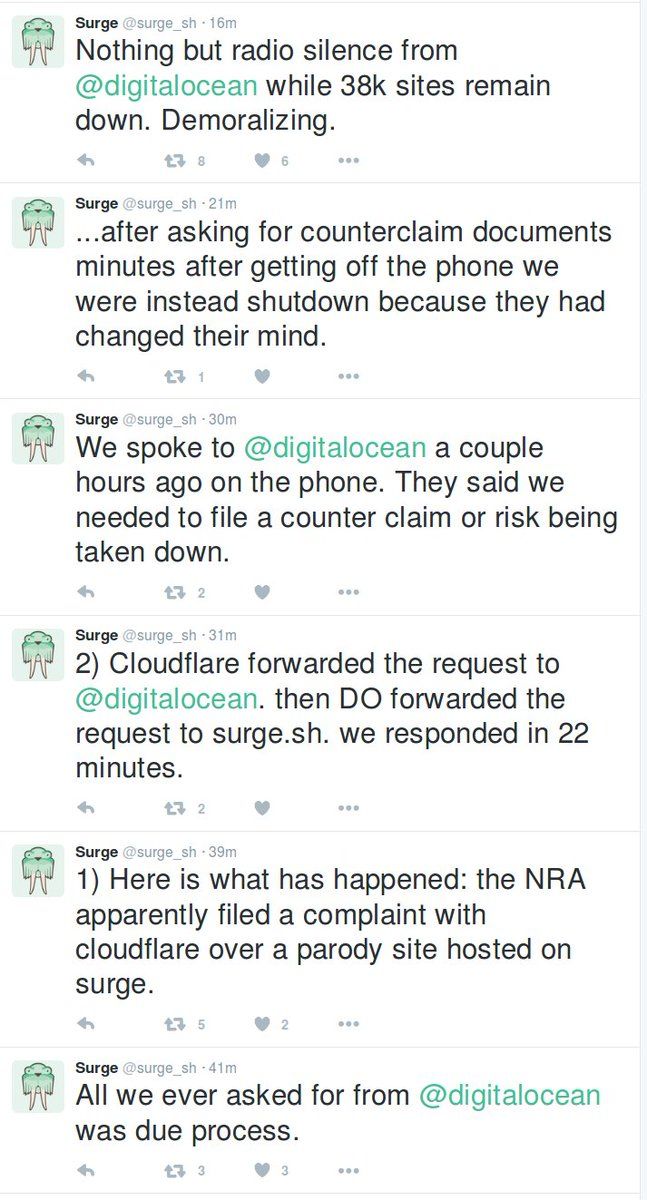 Surge @surge_sh · 16m
Nothing but radio silence from
@digitalocean while 38k sites remain
down. Demoralizing.
8 6
Surge @surge_sh · 21m
...after asking for counterclaim documents
minutes after getting off the phone we
were instead shutdown because they had
changed their mind.
1
Surge @surge_sh · 30m
We spoke to @digitalocean a couple
hours ago on the phone. They said we
needed to file a counter claim or risk being
taken down.
2
Surge @surge_sh · 31m
2) Cloudflare forwarded the request to
@digitalocean. then DO forwarded the
request to surge.sh. we responded in 22
minutes.
2
Surge @surge_sh · 39m
1) Here is what has happened: the NRA
apparently filed a complaint with
cloudflare over a parody site hosted on
surge.
5 2
Surge @surge_sh · 41m
All we ever asked for from @digitalocean
was due process.
3 3